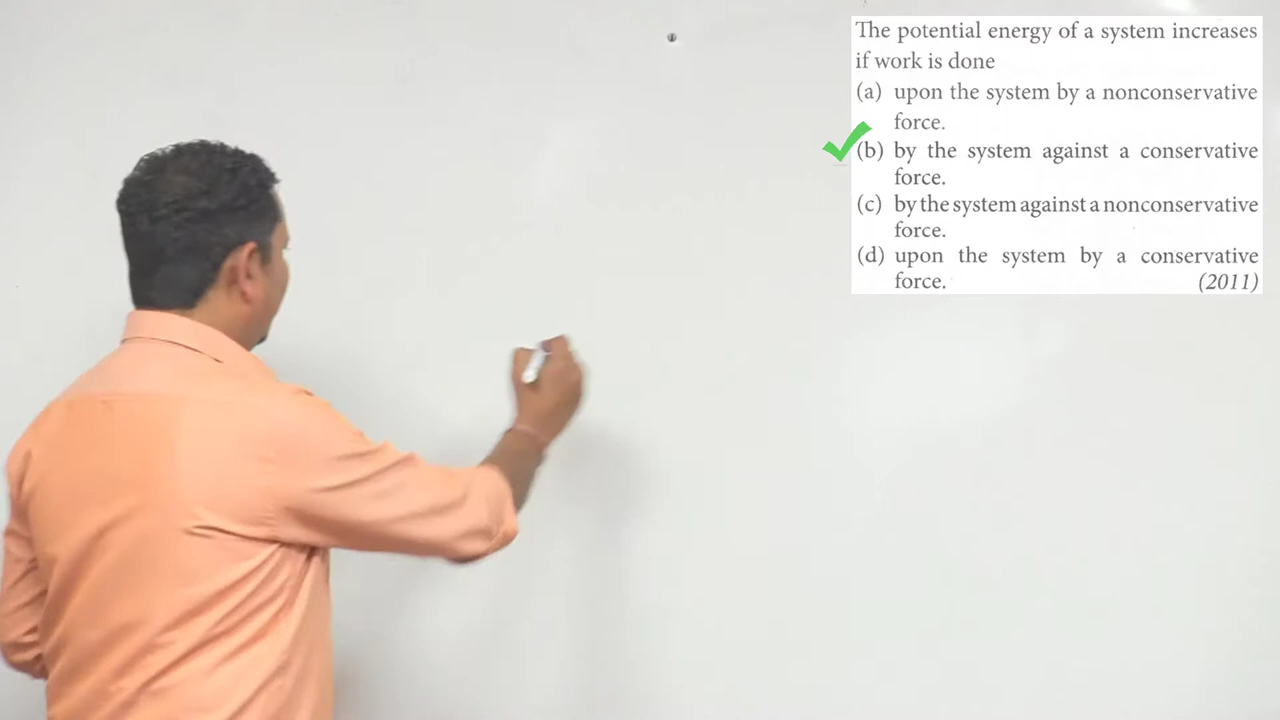 The potential energy of a system increases
if work is done
(a) upon the system by a nonconservative
force.
(b) by the system against a conservative
force.
(c) by the system against a nonconservative
force.
(d) upon the system by a conservative
force. (2011)